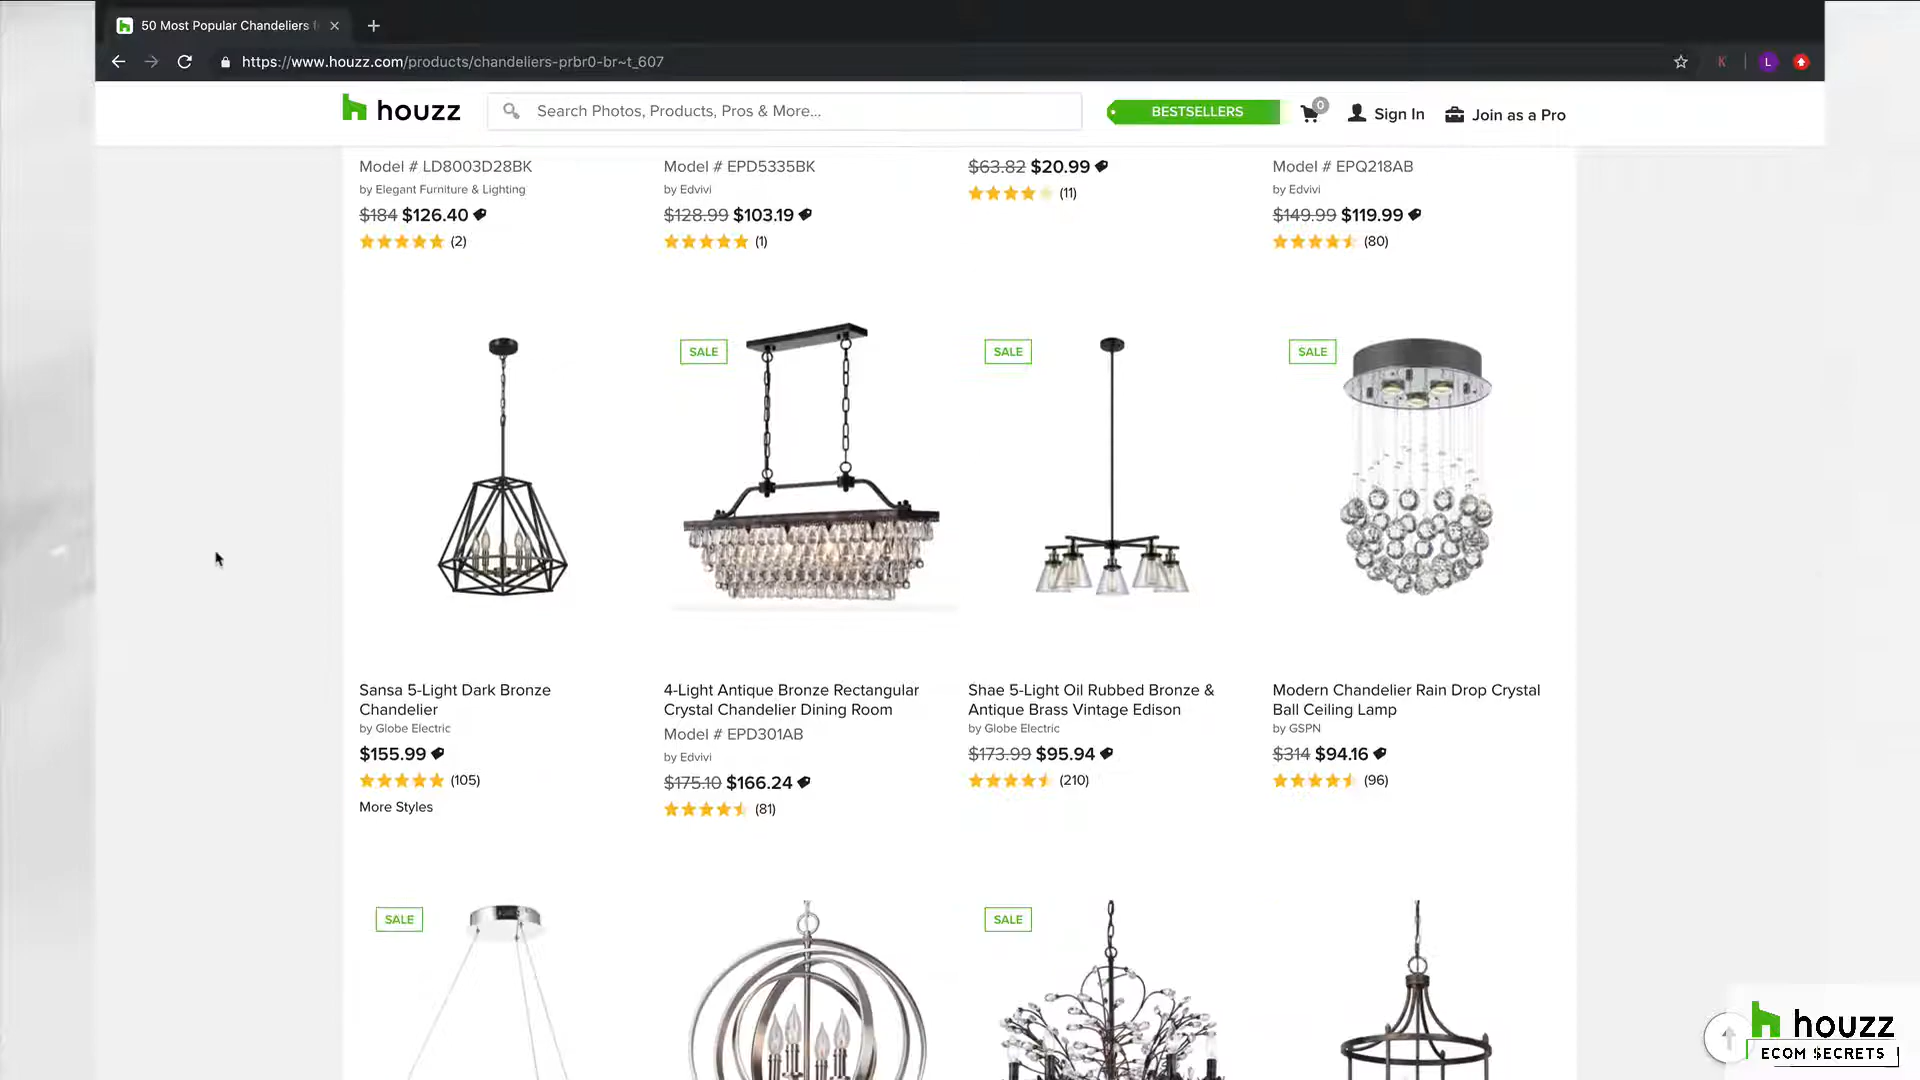 50 Most Popular Chandeliers f
https://www.houzz.com/products/chandeliers-prbr0-br~t_607
K
L
houzz
Search Photos, Products, Pros & More...
BESTSELLERS
0
Sign In
Join as a Pro
Model # LD8003D28BK
by Elegant Furniture & Lighting
$184 $126.40
(2)
Model # EPD5335BK
by Edvivi
$128.99 $103.19
(1)
$63.82 $20.99
(11)
Model # EPQ218AB
by Edvivi
$149.99 $119.99
(80)
SALE
SALE
SALE
Sansa 5-Light Dark Bronze
Chandelier
by Globe Electric
$155.99
(105)
More Styles
4-Light Antique Bronze Rectangular
Crystal Chandelier Dining Room
Model # EPD301AB
by Edvivi
$175.10 $166.24
(81)
Shae 5-Light Oil Rubbed Bronze &
Antique Brass Vintage Edison
by Globe Electric
$173.99 $95.94
(210)
Modern Chandelier Rain Drop Crystal
Ball Ceiling Lamp
by GSPN
$314 $94.16
(96)
SALE
SALE
houzz
ECOM $ECRETS